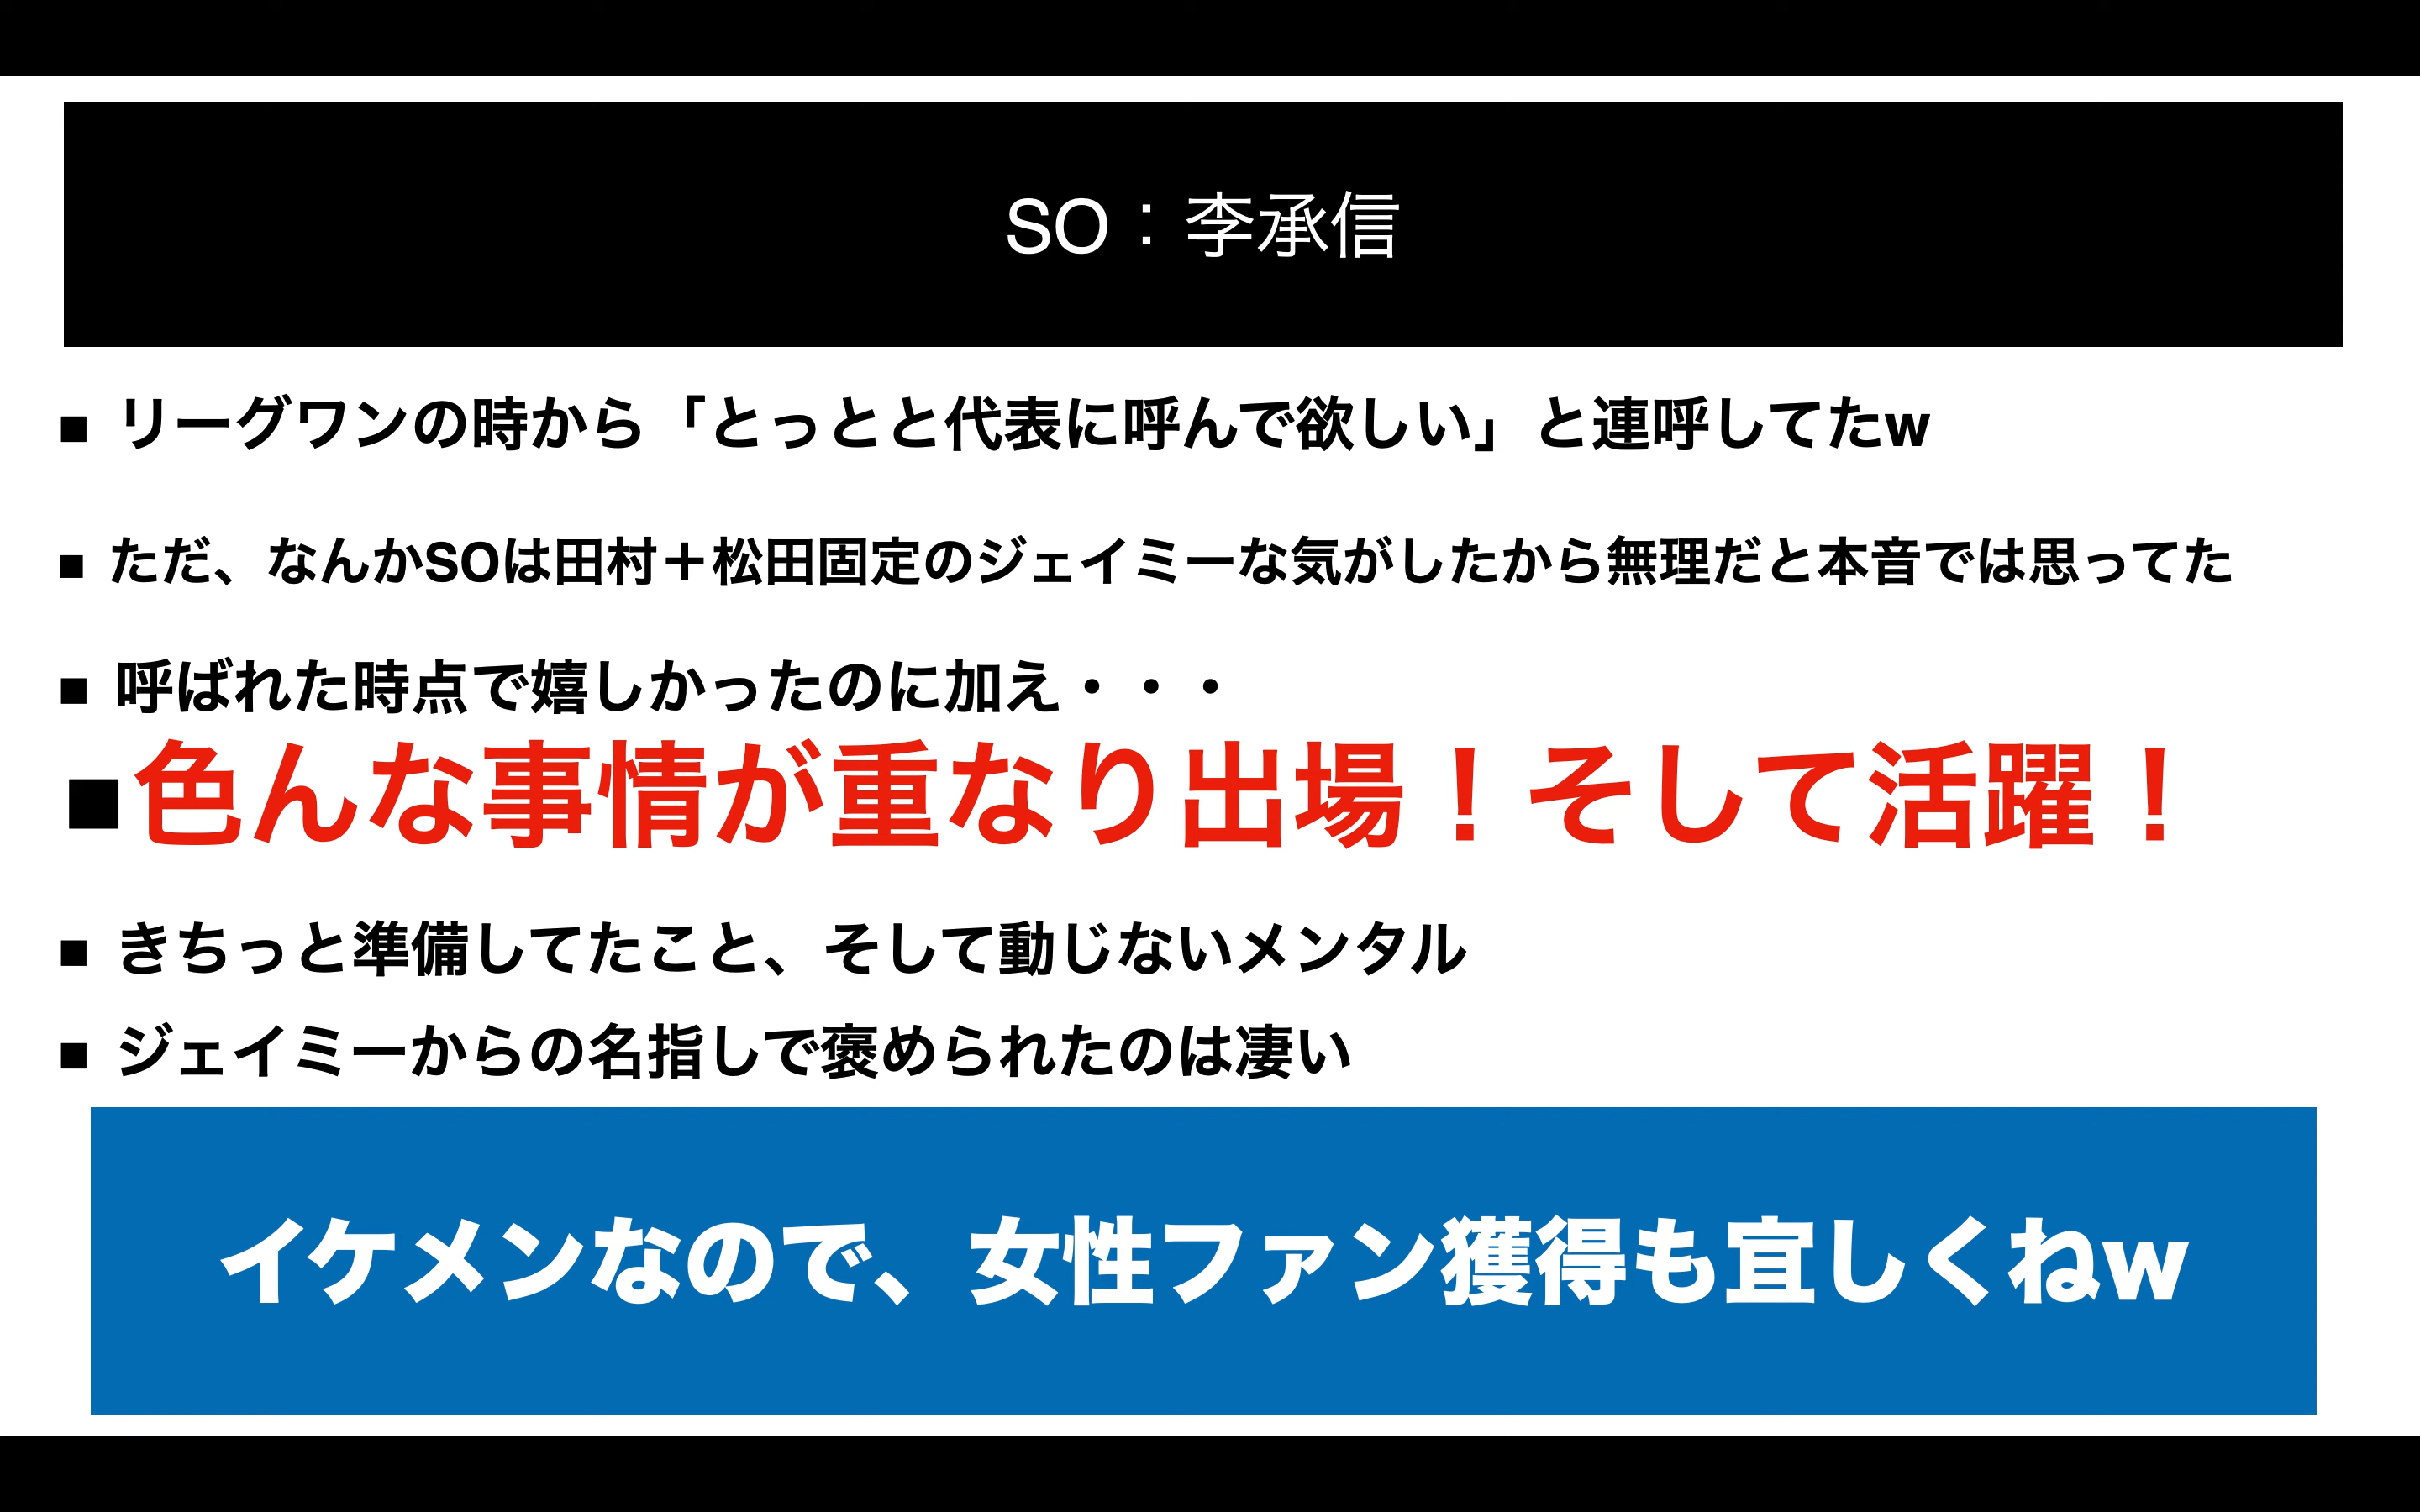 SO：李承信
■ リーグワンの時から「とっとと代表に呼んで欲しい」と連呼してたw
■ ただ、なんかSOは田村＋松田固定のジェイミーな気がしたから無理だと本音では思ってた
■ 呼ばれた時点で嬉しかったのに加え・・・
■色んな事情が重なり出場！そして活躍！
■ きちっと準備してたこと、そして動じないメンタル
■ ジェイミーからの名指しで褒められたのは凄い
イケメンなので、女性ファン獲得も宜しくねw